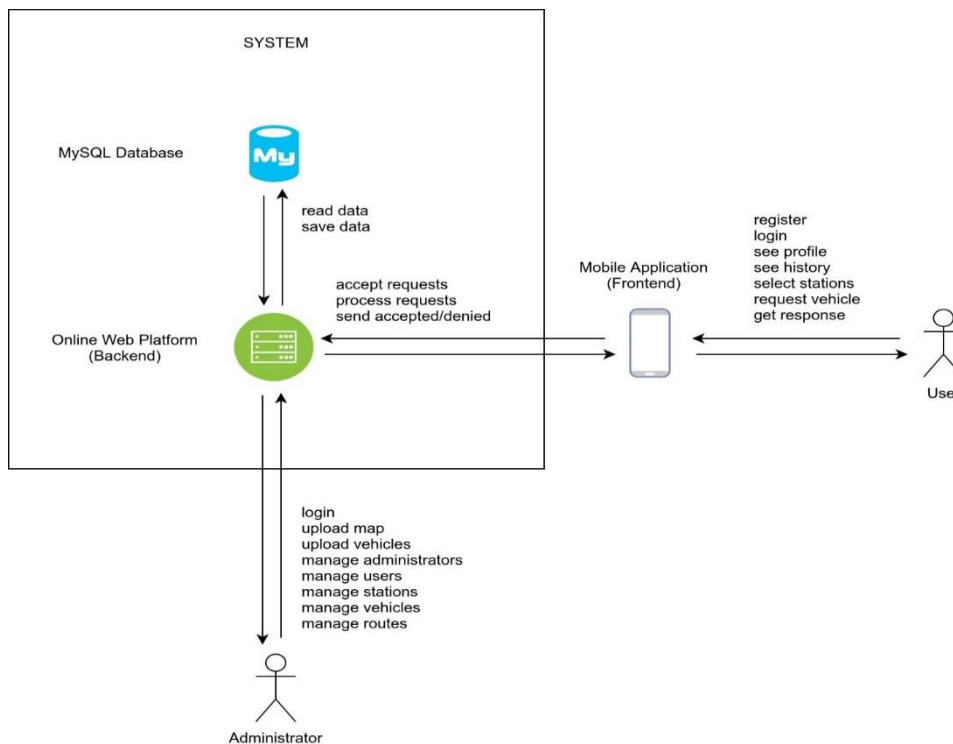 SYSTEM
MySQL Database
My
read data
save data
register
login
see profile
see history
select stations
request vehicle
get response
Mobile Application
(Frontend)
accept requests
process requests
send accepted/denied
Online Web Platform
(Backend)
Use
login
upload map
upload vehicles
manage administrators
manage users
manage stations
manage vehicles
manage routes
Administrator